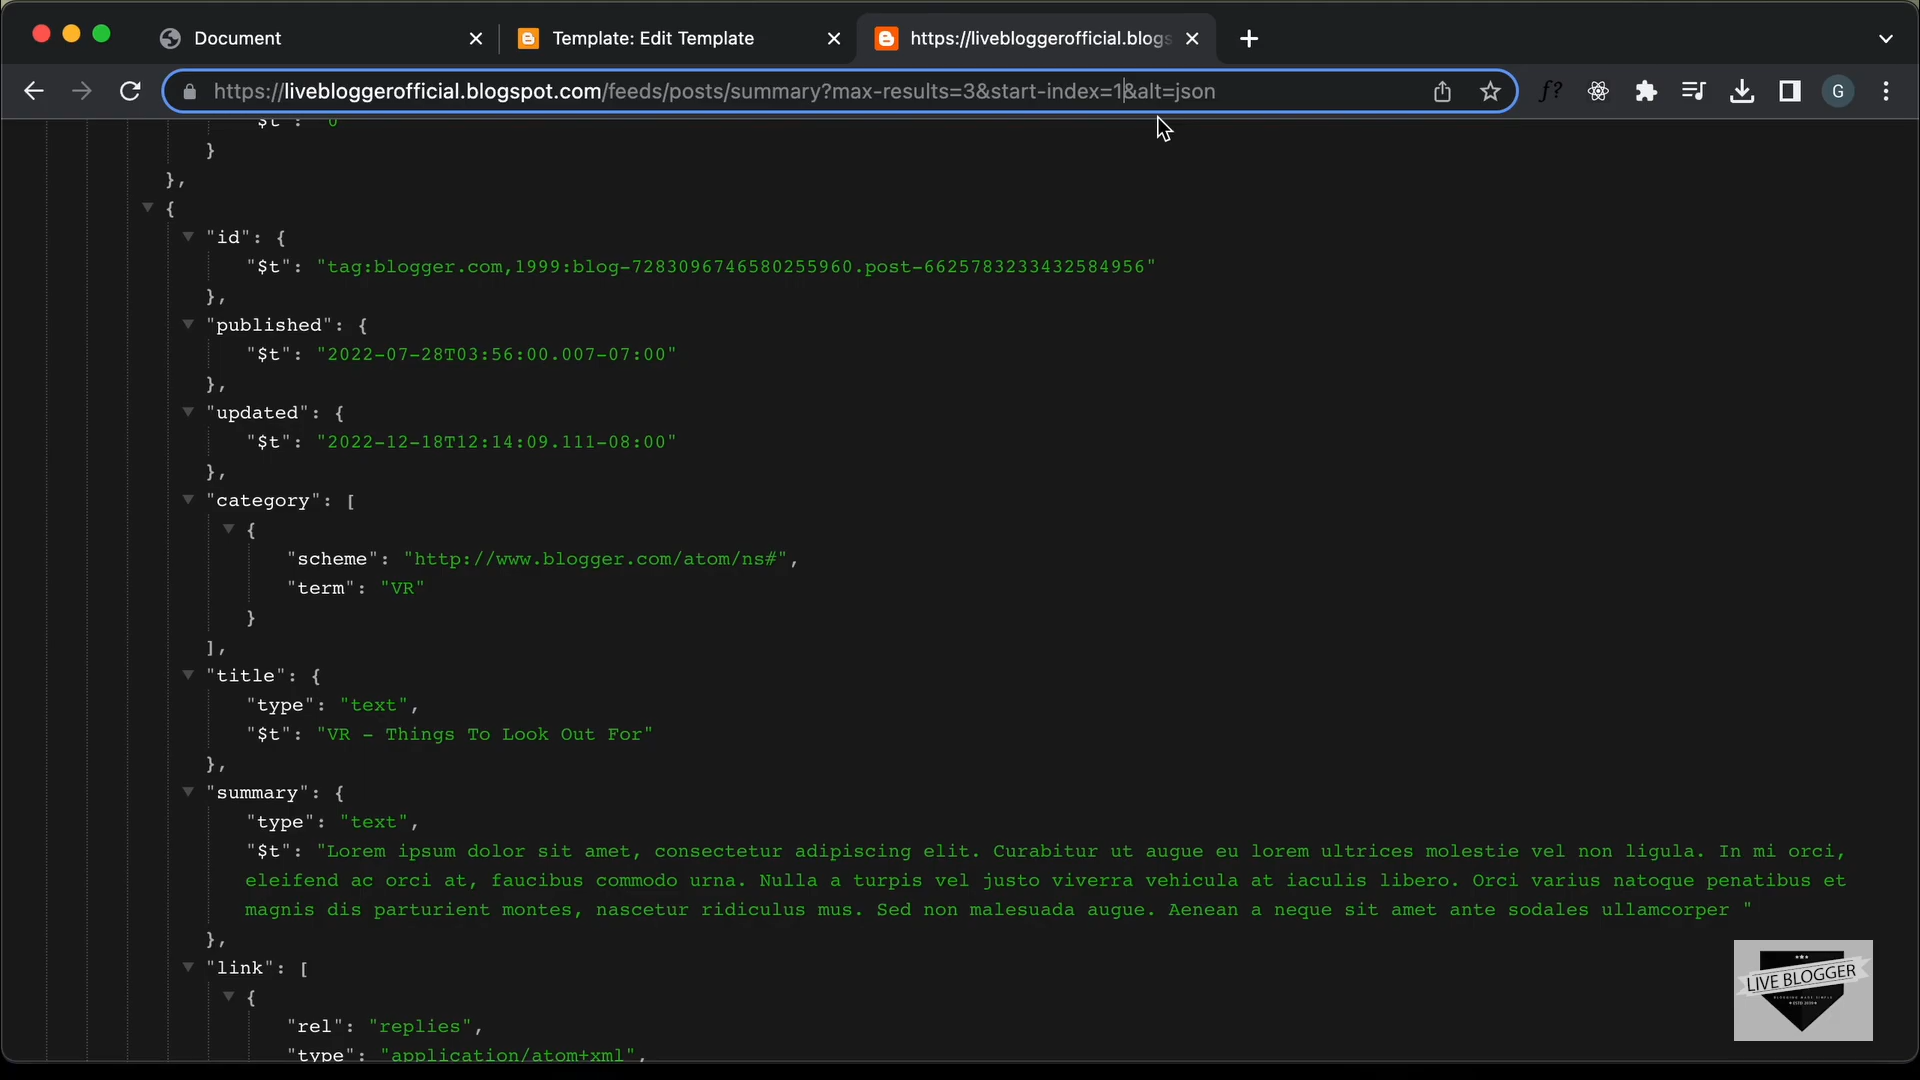 Document
Template: Edit Template
https://livebloggerofficial.blogs
https://livebloggerofficial.blogspot.com/feeds/posts/summary?max-results=3&start-index=1&alt=json
f?
G
"$t": 0
}
},
{
"id": {
"$t": "tag:blogger.com,1999:blog-7283096746580255960.post-6625783233432584956"
},
"published": {
"$t": "2022-07-28T03:56:00.007-07:00"
},
"updated": {
"$t": "2022-12-18T12:14:09.111-08:00"
},
"category": [
{
"scheme": "http://www.blogger.com/atom/ns#",
"term": "VR"
}
],
"title": {
"type": "text",
"$t": "VR - Things To Look Out For"
},
"summary": {
"type": "text",
"$t": "Lorem ipsum dolor sit amet, consectetur adipiscing elit. Curabitur ut augue eu lorem ultrices molestie vel non ligula. In mi orci,
eleifend ac orci at, faucibus commodo urna. Nulla a turpis vel justo viverra vehicula at iaculis libero. Orci varius natoque penatibus et
magnis dis parturient montes, nascetur ridiculus mus. Sed non malesuada augue. Aenean a neque sit amet ante sodales ullamcorper "
},
"link": [
{
"rel": "replies",
"type": "application/atom+xml",
LIVE BLOGGER